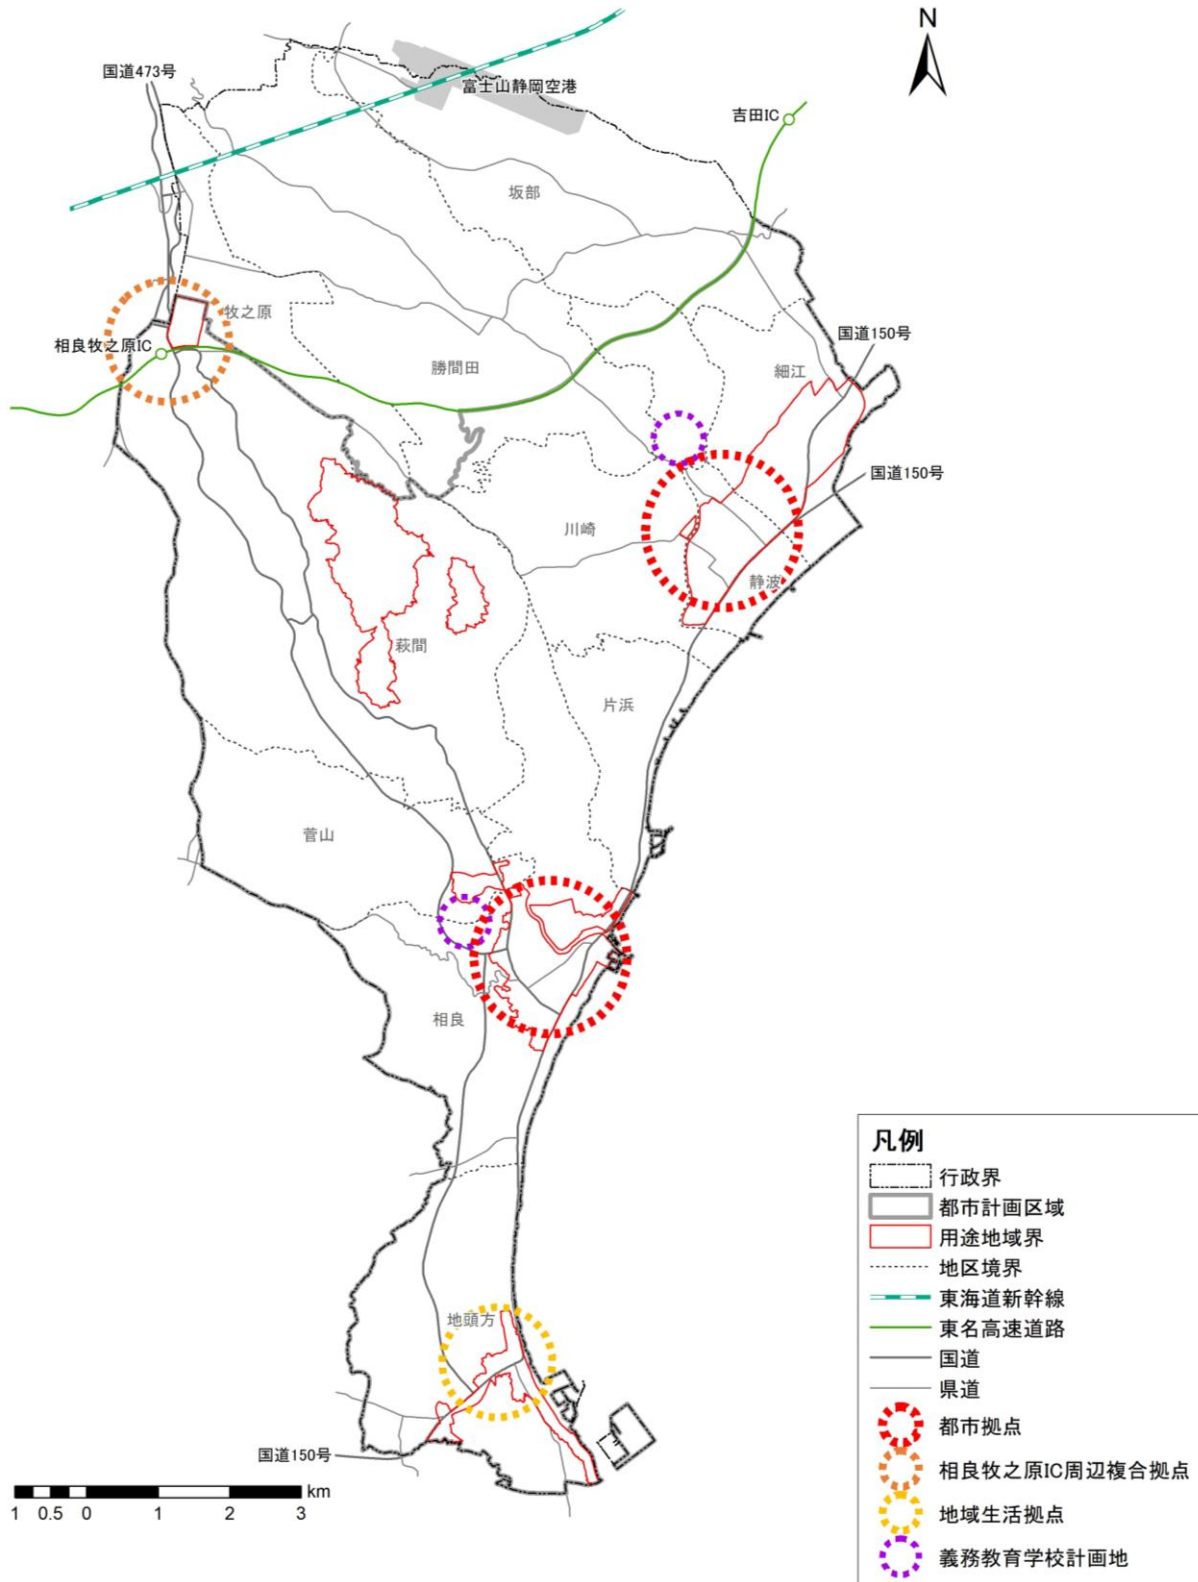 N
国道473号
富士山静岡空港
吉田IC
坂部
牧之原
国道150号
相良牧之原IC
勝間田
細江
国道150号
川崎
静波
萩間
片浜
菅山
相良
地頭方
国道150号
km
1 0.5 0 1 2 3
凡例
行政界
都市計画区域
用途地域界
地区境界
東海道新幹線
東名高速道路
国道
県道
都市拠点
相良牧之原IC周辺複合拠点
地域生活拠点
義務教育学校計画地